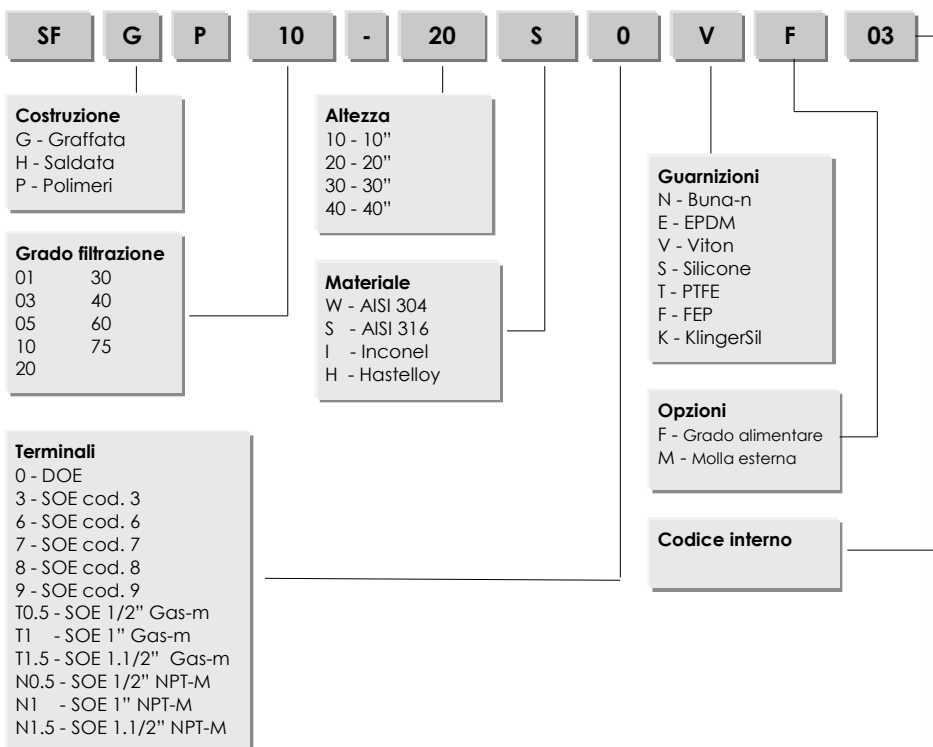 SF G P 10 - 20 S 0 V F 03
Costruzione
G - Graffata
H - Saldata
P - Polimeri
Grado filtrazione
01 30
03 40
05 60
10 75
20
Terminali
0 - DOE
3 - SOE cod. 3
6 - SOE cod. 6
7 - SOE cod. 7
8 - SOE cod. 8
9 - SOE cod. 9
T0.5 - SOE 1/2” Gas-m
T1 - SOE 1” Gas-m
T1.5 - SOE 1.1/2” Gas-m
N0.5 - SOE 1/2” NPT-M
N1 - SOE 1” NPT-M
N1.5 - SOE 1.1/2” NPT-M
Altezza
10 - 10”
20 - 20”
30 - 30”
40 - 40”
Materiale
W - AISI 304
S - AISI 316
I - Inconel
H - Hastelloy
Guarnizioni
N - Buna-n
E - EPDM
V - Viton
S - Silicone
T - PTFE
F - FEP
K - KlingerSil
Opzioni
F - Grado alimentare
M - Molla esterna
Codice interno